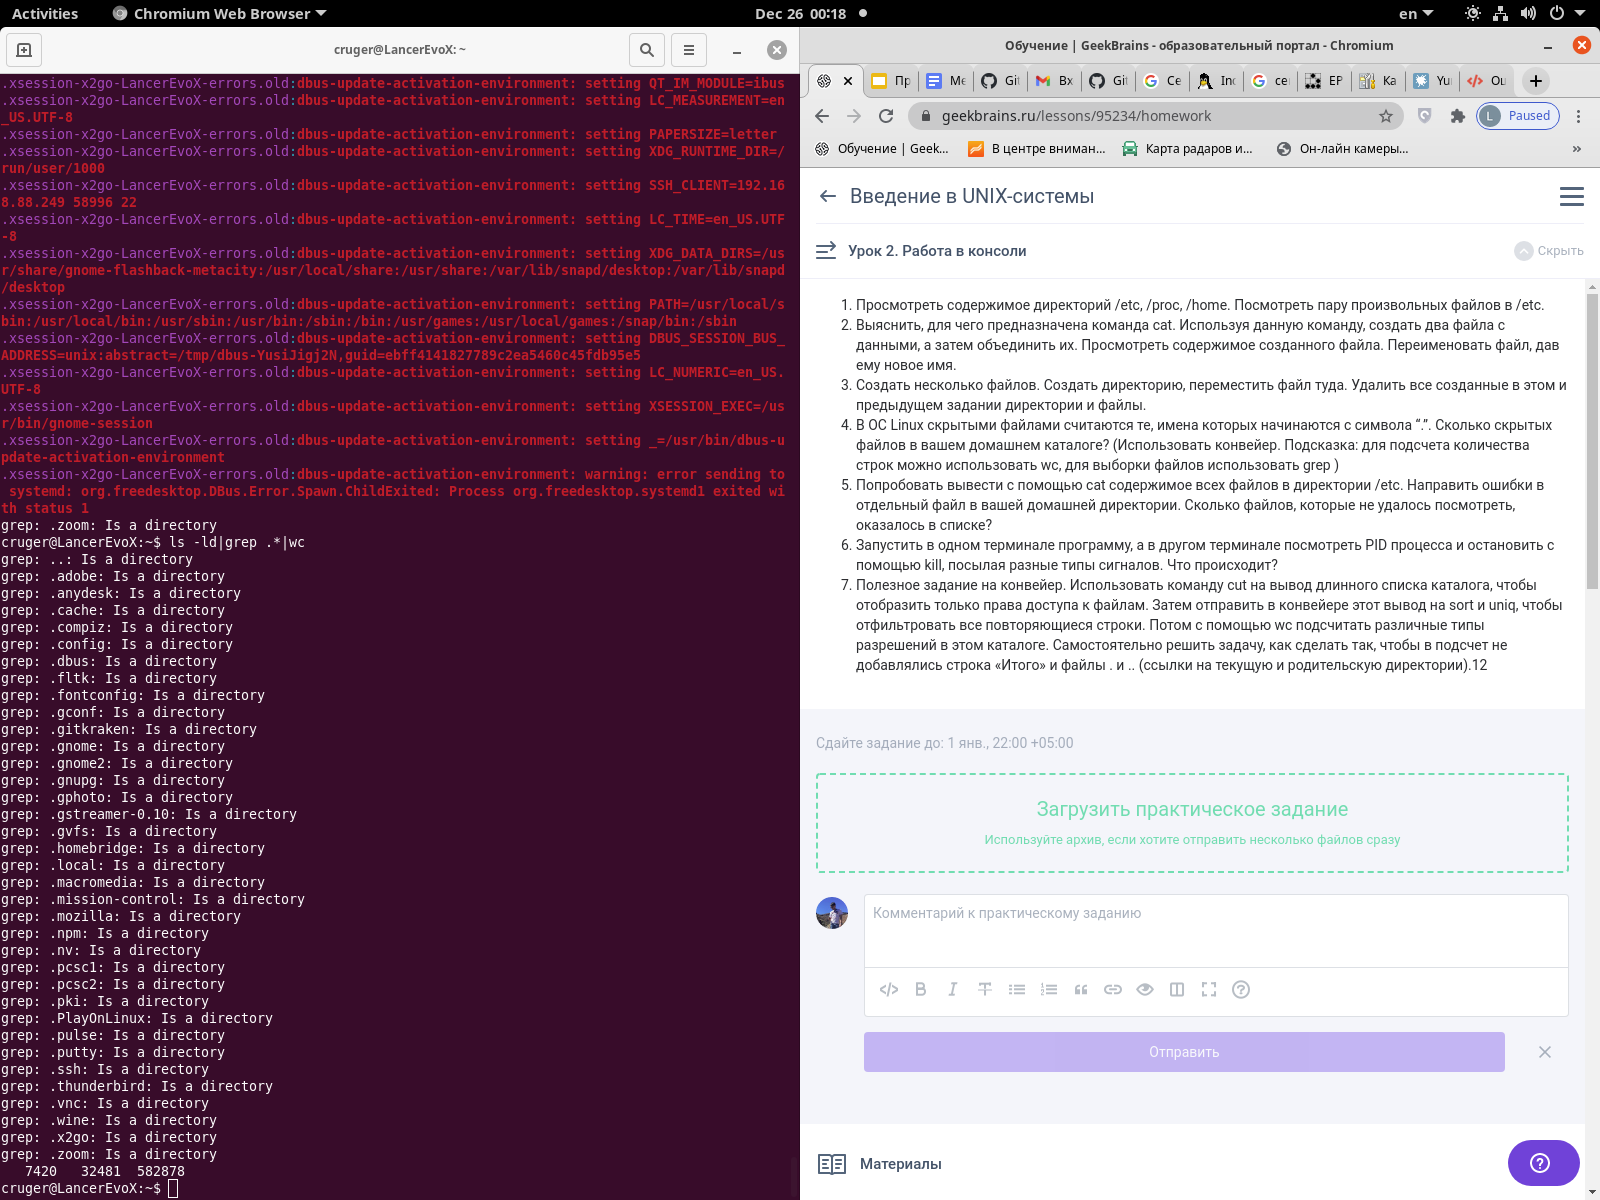 Activities
Chromium Web Browser
Dec 26  00:18
en
cruger@LancerEvoX: ~
.xsession-x2go-LancerEvoX-errors.old:dbus-update-activation-environment: setting QT_IM_MODULE=ibus
.xsession-x2go-LancerEvoX-errors.old:dbus-update-activation-environment: setting LC_MEASUREMENT=en
_US.UTF-8
.xsession-x2go-LancerEvoX-errors.old:dbus-update-activation-environment: setting PAPERSIZE=letter
.xsession-x2go-LancerEvoX-errors.old:dbus-update-activation-environment: setting XDG_RUNTIME_DIR=/
run/user/1000
.xsession-x2go-LancerEvoX-errors.old:dbus-update-activation-environment: setting SSH_CLIENT=192.16
8.88.249 58996 22
.xsession-x2go-LancerEvoX-errors.old:dbus-update-activation-environment: setting LC_TIME=en_US.UTF
-8
.xsession-x2go-LancerEvoX-errors.old:dbus-update-activation-environment: setting XDG_DATA_DIRS=/us
r/share/gnome-flashback-metacity:/usr/local/share:/usr/share:/var/lib/snapd/desktop:/var/lib/snapd
/desktop
.xsession-x2go-LancerEvoX-errors.old:dbus-update-activation-environment: setting PATH=/usr/local/s
bin:/usr/local/bin:/usr/sbin:/usr/bin:/sbin:/bin:/usr/games:/usr/local/games:/snap/bin:/sbin
.xsession-x2go-LancerEvoX-errors.old:dbus-update-activation-environment: setting DBUS_SESSION_BUS_
ADDRESS=unix:abstract=/tmp/dbus-YusiJigj2N,guid=ebff4141827789c2ea5460c45fdb95e5
.xsession-x2go-LancerEvoX-errors.old:dbus-update-activation-environment: setting LC_NUMERIC=en_US.
UTF-8
.xsession-x2go-LancerEvoX-errors.old:dbus-update-activation-environment: setting XSESSION_EXEC=/us
r/bin/gnome-session
.xsession-x2go-LancerEvoX-errors.old:dbus-update-activation-environment: setting _=/usr/bin/dbus-u
pdate-activation-environment
.xsession-x2go-LancerEvoX-errors.old:dbus-update-activation-environment: warning: error sending to
 systemd: org.freedesktop.DBus.Error.Spawn.ChildExited: Process org.freedesktop.systemd1 exited wi
th status 1
grep: .zoom: Is a directory
cruger@LancerEvoX:~$ ls -ld|grep .*|wc
grep: ..: Is a directory
grep: .adobe: Is a directory
grep: .anydesk: Is a directory
grep: .cache: Is a directory
grep: .compiz: Is a directory
grep: .config: Is a directory
grep: .dbus: Is a directory
grep: .fltk: Is a directory
grep: .fontconfig: Is a directory
grep: .gconf: Is a directory
grep: .gitkraken: Is a directory
grep: .gnome: Is a directory
grep: .gnome2: Is a directory
grep: .gnupg: Is a directory
grep: .gphoto: Is a directory
grep: .gstreamer-0.10: Is a directory
grep: .gvfs: Is a directory
grep: .homebridge: Is a directory
grep: .local: Is a directory
grep: .macromedia: Is a directory
grep: .mission-control: Is a directory
grep: .mozilla: Is a directory
grep: .npm: Is a directory
grep: .nv: Is a directory
grep: .pcsc1: Is a directory
grep: .pcsc2: Is a directory
grep: .pki: Is a directory
grep: .PlayOnLinux: Is a directory
grep: .pulse: Is a directory
grep: .putty: Is a directory
grep: .ssh: Is a directory
grep: .thunderbird: Is a directory
grep: .vnc: Is a directory
grep: .wine: Is a directory
grep: .x2go: Is a directory
grep: .zoom: Is a directory
   7420   32481  582878
cruger@LancerEvoX:~$
Обучение | GeekBrains - образовательный портал - Chromium
Пр Ме Git Вх Git Се Inc се EP Ка Yu Ou
geekbrains.ru/lessons/95234/homework
L Paused
Обучение | Geek... В центре вниман... Карта радаров и... Он-лайн камеры... »
Введение в UNIX-системы
Урок 2. Работа в консоли
Скрыть
1. Просмотреть содержимое директорий /etc, /proc, /home. Посмотреть пару произвольных файлов в /etc.
2. Выяснить, для чего предназначена команда cat. Используя данную команду, создать два файла с
данными, а затем объединить их. Просмотреть содержимое созданного файла. Переименовать файл, дав
ему новое имя.
3. Создать несколько файлов. Создать директорию, переместить файл туда. Удалить все созданные в этом и
предыдущем задании директории и файлы.
4. В ОС Linux скрытыми файлами считаются те, имена которых начинаются с символа “.”. Сколько скрытых
файлов в вашем домашнем каталоге? (Использовать конвейер. Подсказка: для подсчета количества
строк можно использовать wc, для выборки файлов использовать grep )
5. Попробовать вывести с помощью cat содержимое всех файлов в директории /etc. Направить ошибки в
отдельный файл в вашей домашней директории. Сколько файлов, которые не удалось посмотреть,
оказалось в списке?
6. Запустить в одном терминале программу, а в другом терминале посмотреть PID процесса и остановить с
помощью kill, посылая разные типы сигналов. Что происходит?
7. Полезное задание на конвейер. Использовать команду cut на вывод длинного списка каталога, чтобы
отобразить только права доступа к файлам. Затем отправить в конвейере этот вывод на sort и uniq, чтобы
отфильтровать все повторяющиеся строки. Потом с помощью wc подсчитать различные типы
разрешений в этом каталоге. Самостоятельно решить задачу, как сделать так, чтобы в подсчет не
добавлялись строка «Итого» и файлы . и .. (ссылки на текущую и родительскую директории).12
Сдайте задание до: 1 янв., 22:00 +05:00
Загрузить практическое задание
Используйте архив, если хотите отправить несколько файлов сразу
Комментарий к практическому заданию
Отправить
Материалы